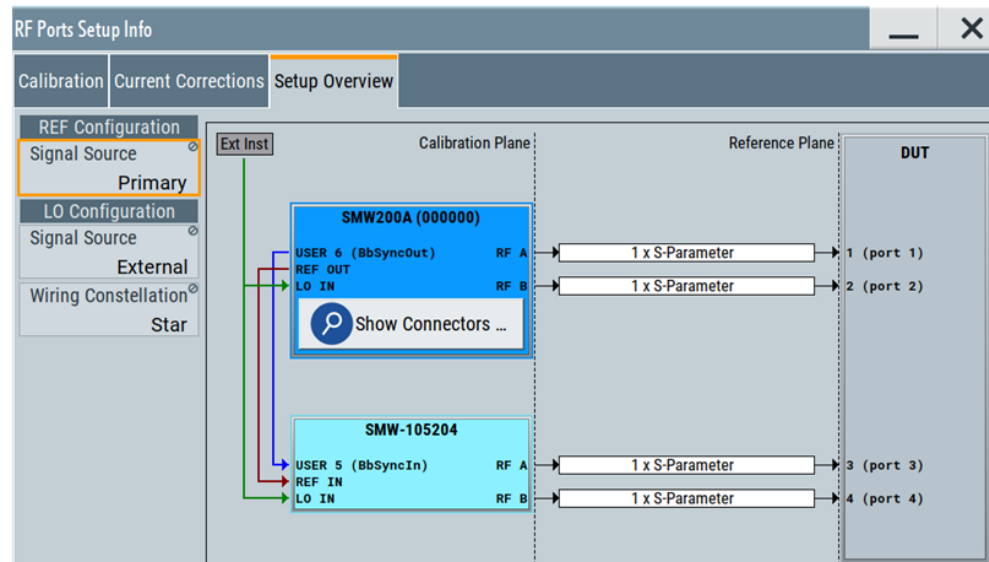 RF Ports Setup Info
Calibration
Current Corrections
Setup Overview
REF Configuration
Signal Source
Primary
LO Configuration
Signal Source
External
Wiring Constellation
Star
Ext Inst
Calibration Plane
Reference Plane
DUT
SMW200A (000000)
USER 6 (BbSyncOut) RF A
REF OUT
LO IN RF B
Show Connectors ...
1 x S-Parameter
1 x S-Parameter
1 (port 1)
2 (port 2)
SMW-105204
USER 5 (BbSyncIn) RF A
REF IN
LO IN RF B
1 x S-Parameter
1 x S-Parameter
3 (port 3)
4 (port 4)